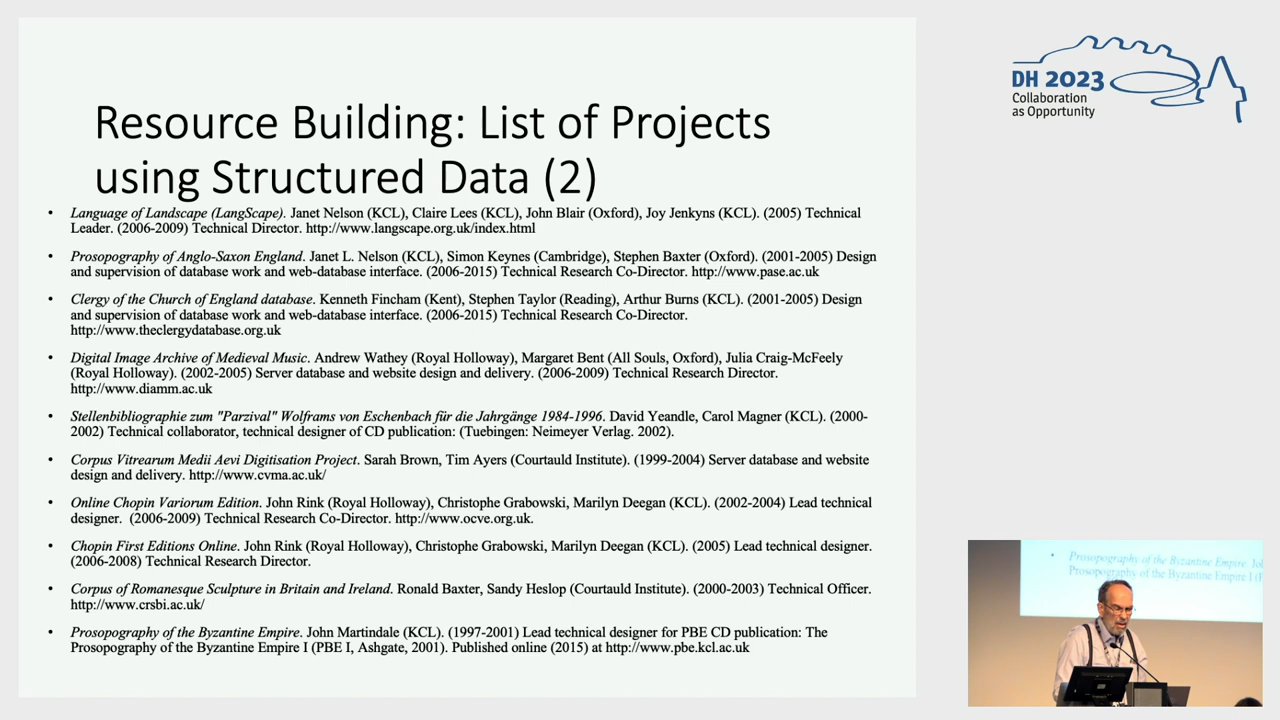 Resource Building: List of Projects
using Structured Data (2)
• Language of Landscape (LangScape). Janet Nelson (KCL), Claire Lees (KCL), John Blair (Oxford), Joy Jenkyns (KCL). (2005) Technical
Leader. (2006-2009) Technical Director. http://www.langscape.org.uk/index.html
• Prosopography of Anglo-Saxon England. Janet L. Nelson (KCL), Simon Keynes (Cambridge), Stephen Baxter (Oxford). (2001-2005) Design
and supervision of database work and web-database interface. (2006-2015) Technical Research Co-Director. http://www.pase.ac.uk
• Clergy of the Church of England database. Kenneth Fincham (Kent), Stephen Taylor (Reading), Arthur Burns (KCL). (2001-2005) Design
and supervision of database work and web-database interface. (2006-2015) Technical Research Co-Director.
http://www.theclergydatabase.org.uk
• Digital Image Archive of Medieval Music. Andrew Wathey (Royal Holloway), Margaret Bent (All Souls, Oxford), Julia Craig-McFeely
(Royal Holloway). (2002-2005) Server database and website design and delivery. (2006-2009) Technical Research Director.
http://www.diamm.ac.uk
• Stellenbibliographie zum "Parzival" Wolframs von Eschenbach für die Jahrgänge 1984-1996. David Yeandle, Carol Magner (KCL). (2000-
2002) Technical collaborator, technical designer of CD publication: (Tuebingen: Neimeyer Verlag. 2002).
• Corpus Vitrearum Medii Aevi Digitisation Project. Sarah Brown, Tim Ayers (Courtauld Institute). (1999-2004) Server database and website
design and delivery. http://www.cvma.ac.uk/
• Online Chopin Variorum Edition. John Rink (Royal Holloway), Christophe Grabowski, Marilyn Deegan (KCL). (2002-2004) Lead technical
designer. (2006-2009) Technical Research Co-Director. http://www.ocve.org.uk.
• Chopin First Editions Online. John Rink (Royal Holloway), Christophe Grabowski, Marilyn Deegan (KCL). (2005) Lead technical designer.
(2006-2008) Technical Research Director.
• Corpus of Romanesque Sculpture in Britain and Ireland. Ronald Baxter, Sandy Heslop (Courtauld Institute). (2000-2003) Technical Officer.
http://www.crsbi.ac.uk/
• Prosopography of the Byzantine Empire. John Martindale (KCL). (1997-2001) Lead technical designer for PBE CD publication: The
Prosopography of the Byzantine Empire I (PBE I, Ashgate, 2001). Published online (2015) at http://www.pbe.kcl.ac.uk
DH 2023
Collaboration
as Opportunity
• Prosopography of the Byzantine Empire. Jo
Prosopography of the Byzantine Empire I (